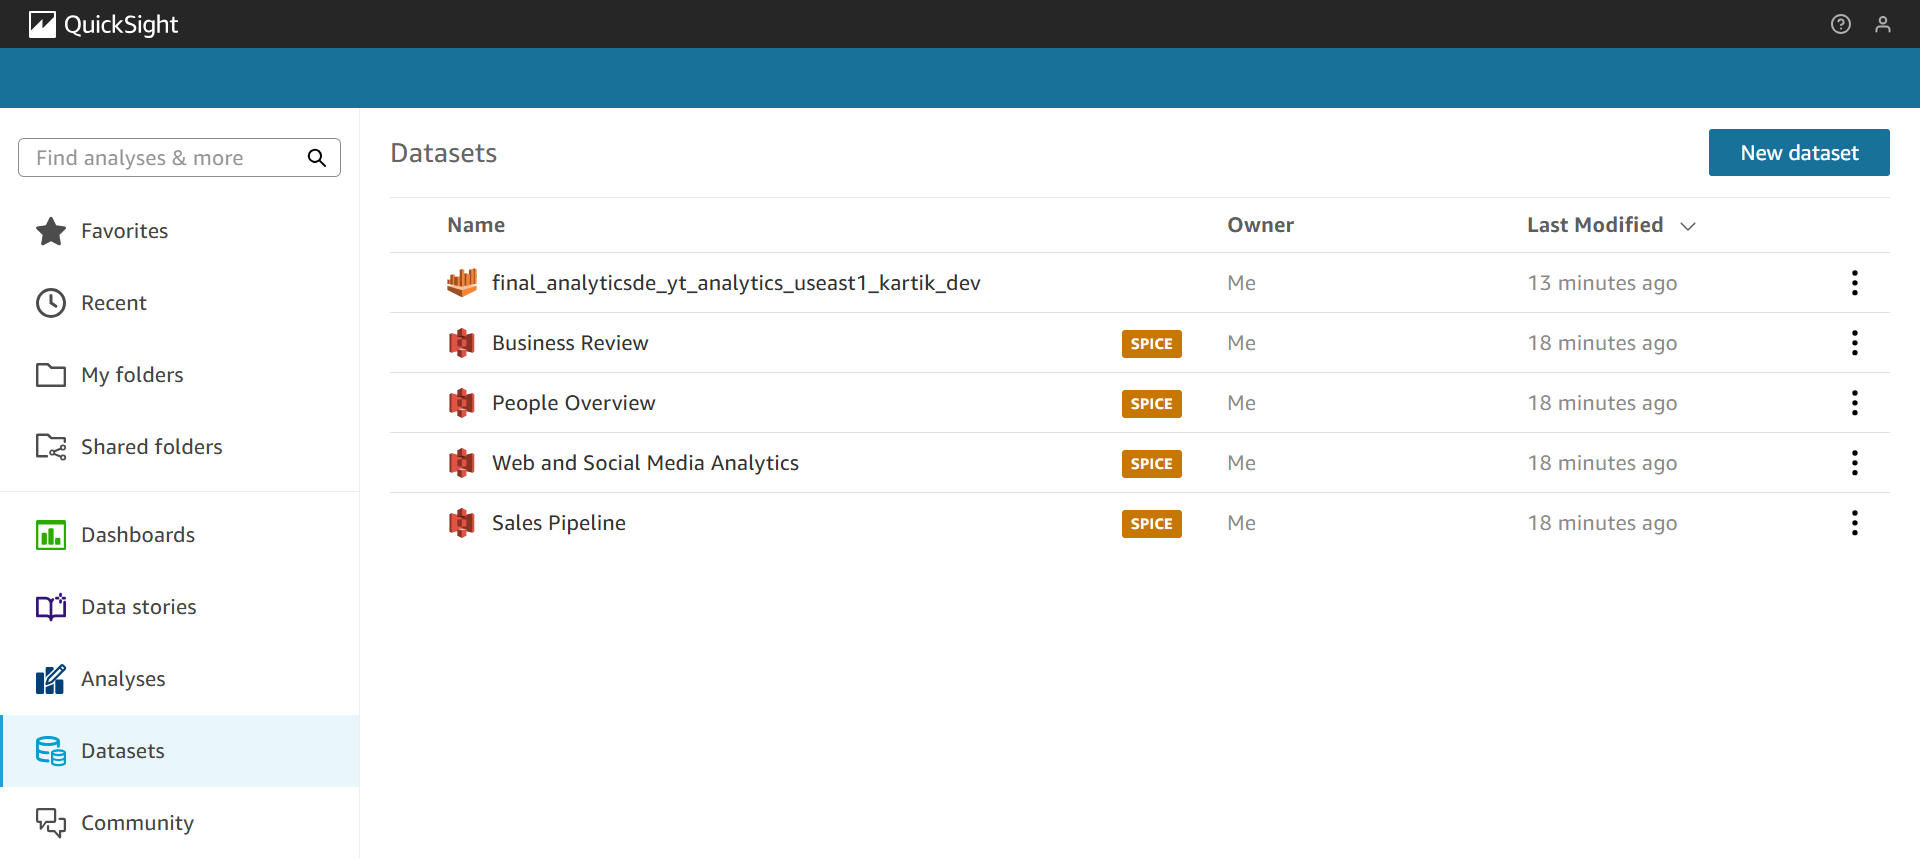 QuickSight
Find analyses & more
Favorites
Recent
My folders
Shared folders
Dashboards
Data stories
Analyses
Datasets
Community
Datasets
New dataset
Name Owner Last Modified
final_analyticsde_yt_analytics_useast1_kartik_dev Me 13 minutes ago
Business Review SPICE Me 18 minutes ago
People Overview SPICE Me 18 minutes ago
Web and Social Media Analytics SPICE Me 18 minutes ago
Sales Pipeline SPICE Me 18 minutes ago